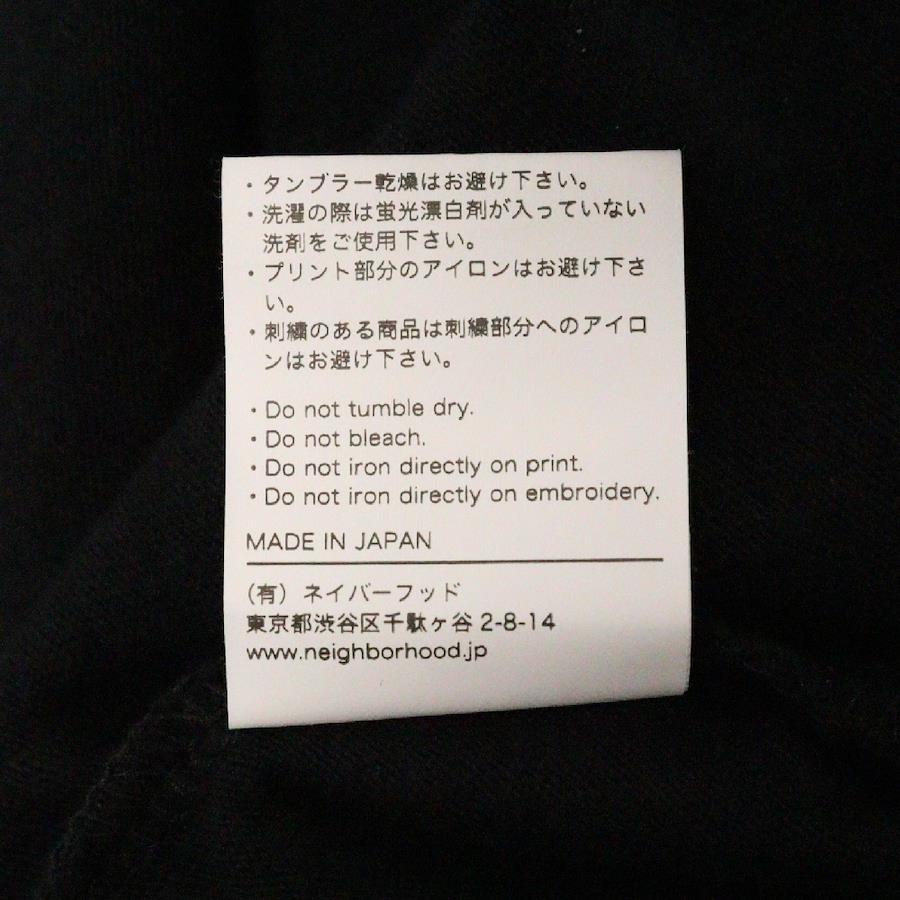 ・タンブラー乾燥はお避け下さい。
・洗濯の際は蛍光漂白剤が入っていない
洗剤をご使用下さい。
・プリント部分のアイロンはお避け下さ
い。
・刺繍のある商品は刺繍部分へのアイロ
ンはお避け下さい。
・Do not tumble dry.
・Do not bleach.
・Do not iron directly on print.
・Do not iron directly on embroidery.
MADE IN JAPAN
（有）ネイバーフッド
東京都渋谷区千駄ヶ谷 2-8-14
www.neighborhood.jp